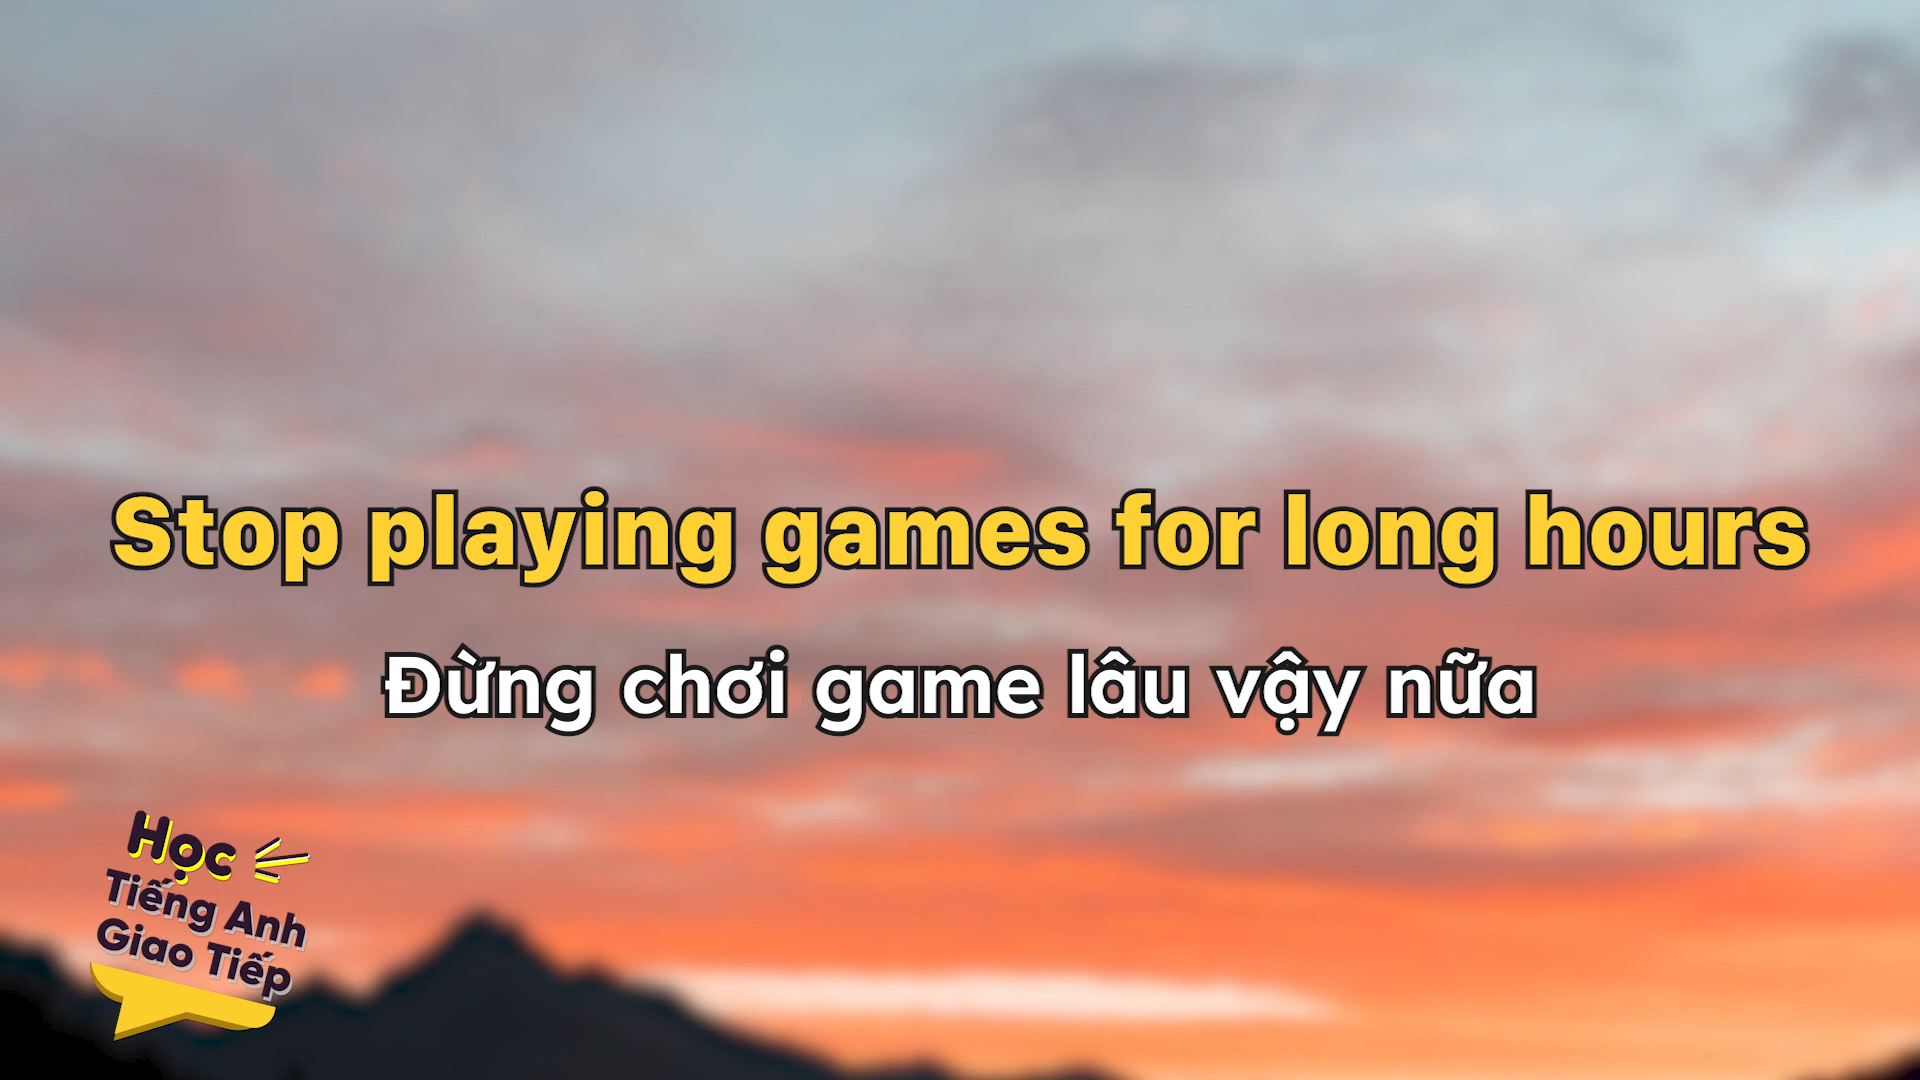 Stop playing games for long hours
Đừng chơi game lâu vậy nữa
Học
Tiếng Anh
Giao Tiếp